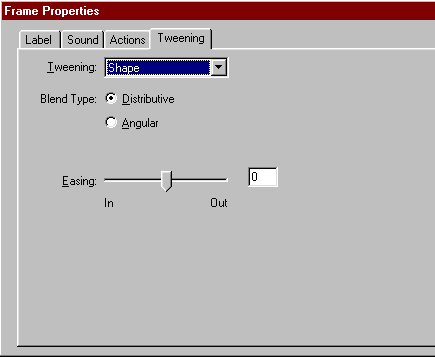 Frame Properties
Label Sound Actions Tweening
Tweening: Shape
Blend Type: Distributive
Angular
Easing: 0
In Out